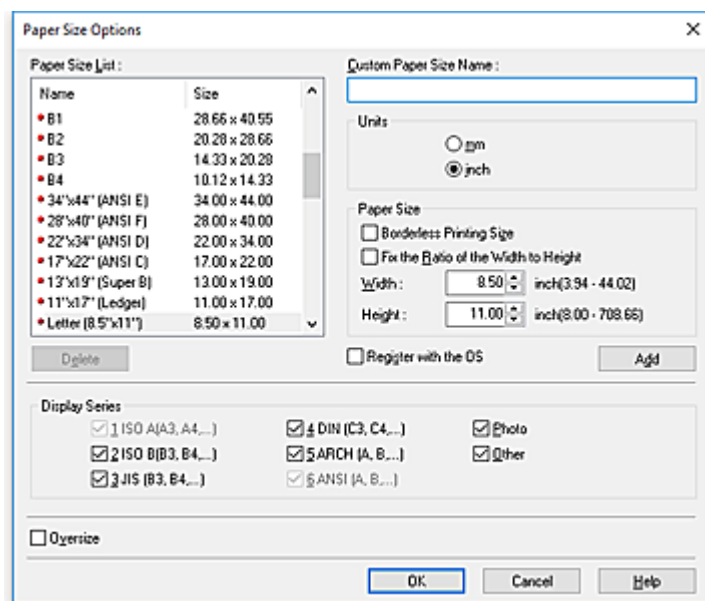 Paper Size Options
Paper Size List :
Name Size
B1 28.66 x 40.55
B2 20.28 x 28.66
B3 14.33 x 20.28
B4 10.12 x 14.33
34"x44" (ANSI E) 34.00 x 44.00
28"x40" (ANSI F) 28.00 x 40.00
22"x34" (ANSI D) 22.00 x 34.00
17"x22" (ANSI C) 17.00 x 22.00
13"x19" (Super B) 13.00 x 19.00
11"x17" (Ledger) 11.00 x 17.00
Letter (8.5"x11") 8.50 x 11.00
Delete
Custom Paper Size Name :
Units
mm
inch
Paper Size
Borderless Printing Size
Fix the Ratio of the Width to Height
Width : 8.50 inch(3.94 - 44.02)
Height : 11.00 inch(8.00 - 708.66)
Register with the OS
Add
Display Series
1 ISO A(A3, A4,...) 4 DIN (C3, C4,...) Photo
2 ISO B(B3, B4,...) 5 ARCH (A, B,...) Other
3 JIS (B3, B4,...) 6 ANSI (A, B,...)
Oversize
OK Cancel Help